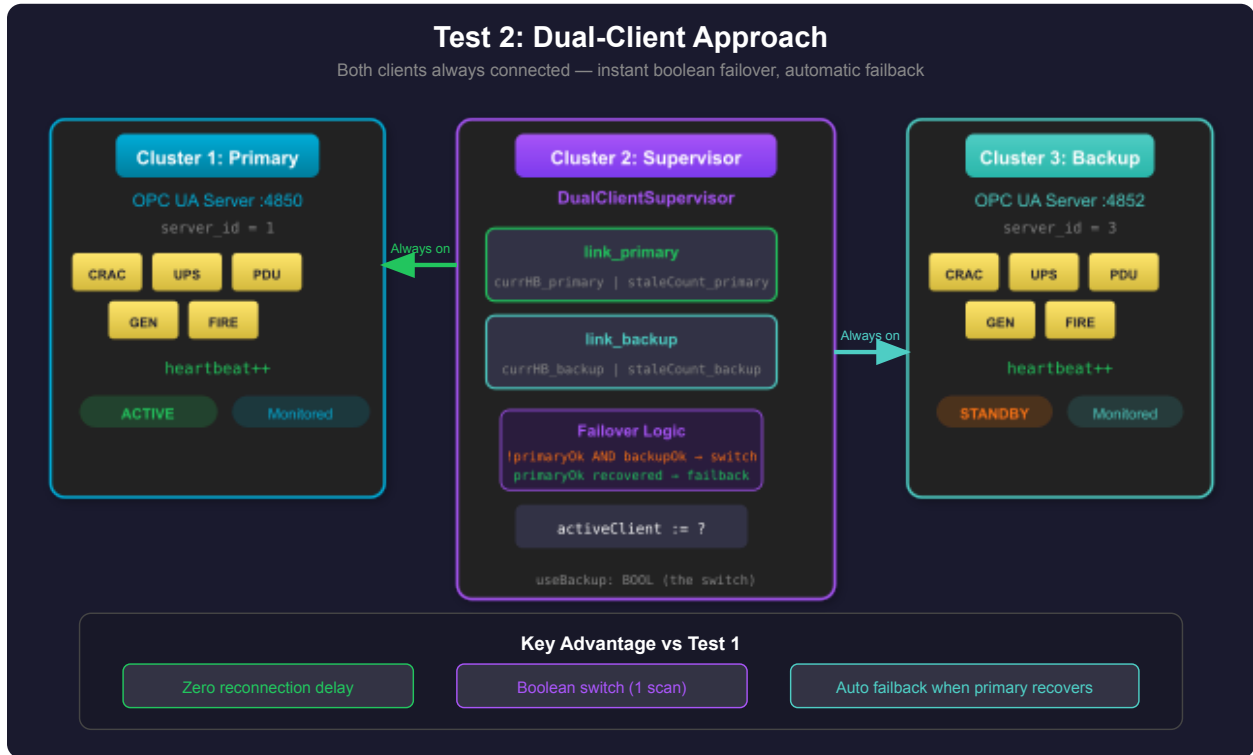 Test 2: Dual-Client Approach
Both clients always connected — instant boolean failover, automatic failback
Cluster 1: Primary
OPC UA Server :4850
server_id = 1
CRAC
UPS
PDU
GEN
FIRE
heartbeat++
ACTIVE
Monitored
Always on
Cluster 2: Supervisor
DualClientSupervisor
link_primary
currHB_primary | staleCount_primary
link_backup
currHB_backup | staleCount_backup
Failover Logic
!primaryOk AND backupOk → switch
primaryOk recovered → failback
activeClient := ?
useBackup: BOOL (the switch)
Always on
Cluster 3: Backup
OPC UA Server :4852
server_id = 3
CRAC
UPS
PDU
GEN
FIRE
heartbeat++
STANDBY
Monitored
Key Advantage vs Test 1
Zero reconnection delay
Boolean switch (1 scan)
Auto failback when primary recovers